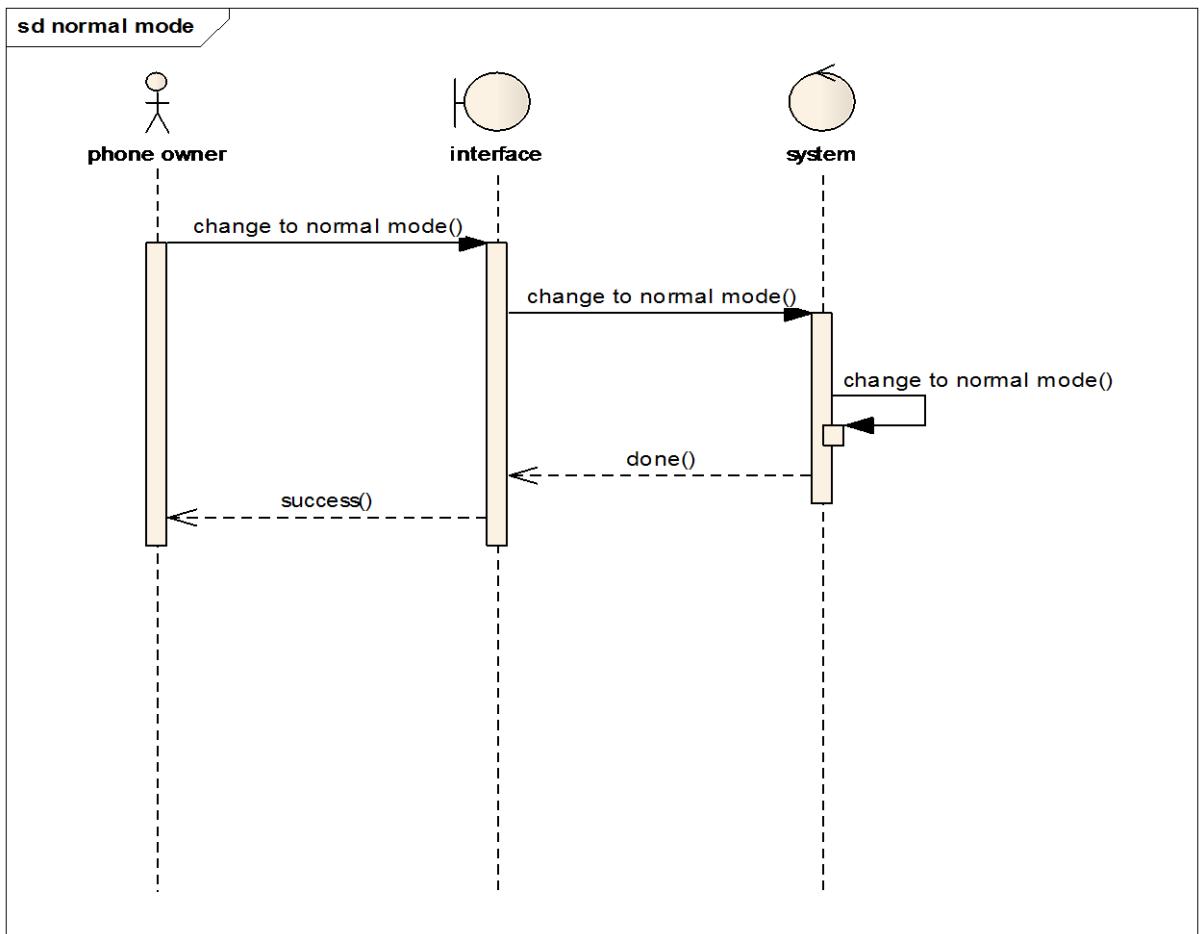 sd normal mode
phone owner
interface
system
change to normal mode()
change to normal mode()
change to normal mode()
done()
success()